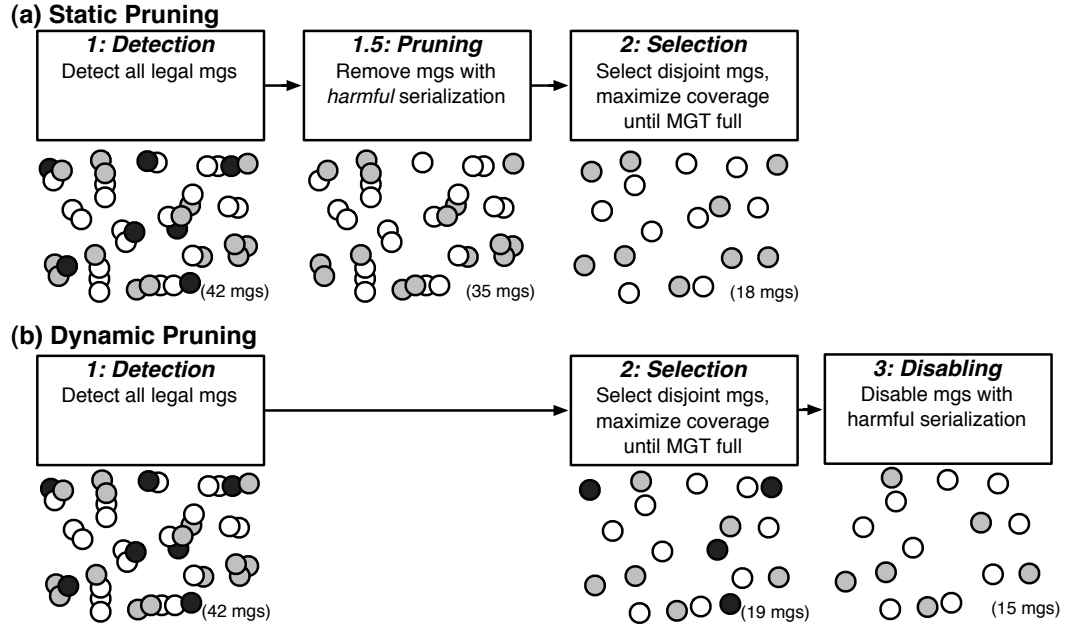 (a) Static Pruning
1: Detection
Detect all legal mgs
1.5: Pruning
Remove mgs with
harmful serialization
2: Selection
Select disjoint mgs,
maximize coverage
until MGT full
(42 mgs)
(35 mgs)
(18 mgs)
(b) Dynamic Pruning
1: Detection
Detect all legal mgs
2: Selection
Select disjoint mgs,
maximize coverage
until MGT full
3: Disabling
Disable mgs with
harmful serialization
(42 mgs)
(19 mgs)
(15 mgs)